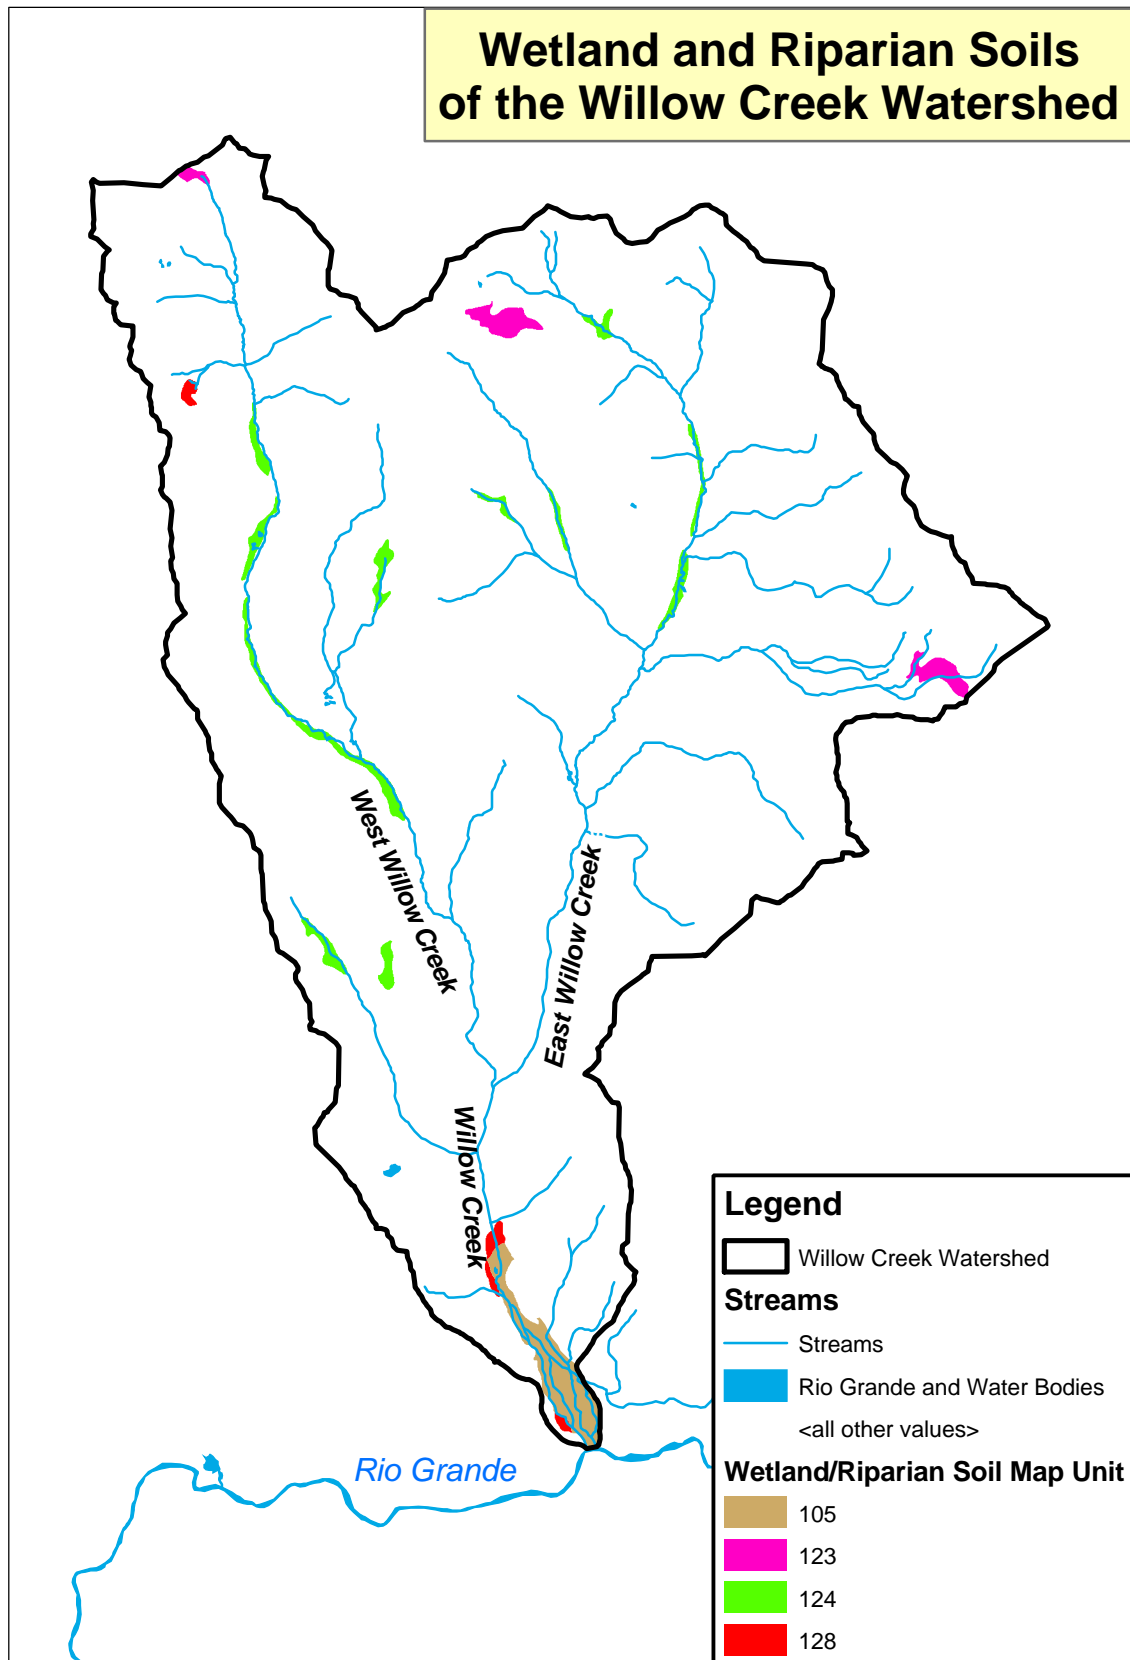 Wetland and Riparian Soils
of the Willow Creek Watershed
West Willow Creek
East Willow Creek
Willow Creek
Rio Grande
Legend
Willow Creek Watershed
Streams
Streams
Rio Grande and Water Bodies
<all other values>
Wetland/Riparian Soil Map Unit
105
123
124
128